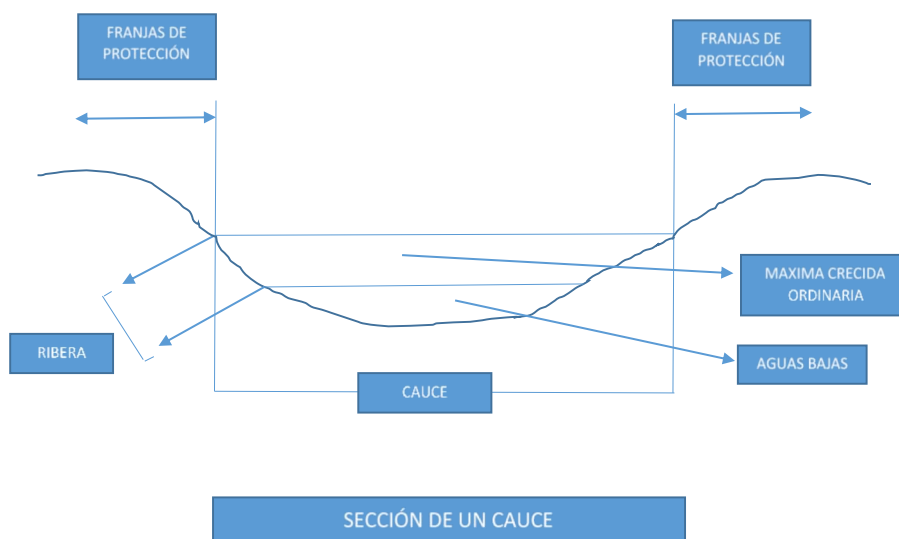 FRANJAS DE
PROTECCIÓN
FRANJAS DE
PROTECCIÓN
MAXIMA CRECIDA
ORDINARIA
RIBERA
AGUAS BAJAS
CAUCE
SECCIÓN DE UN CAUCE